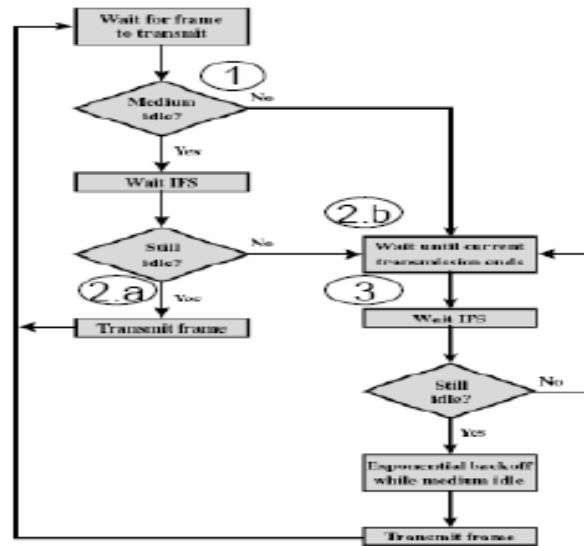 Wait for frame
to transmit
1
Medium
idle?
No
Yes
Wait IFS
2.b
Still
idle?
No
Wait until current
transmission ends
2.a
Yes
3
Transmit frame
Wait IFS
Still
idle?
No
Yes
Exponential backoff
while medium idle
Transmit frame